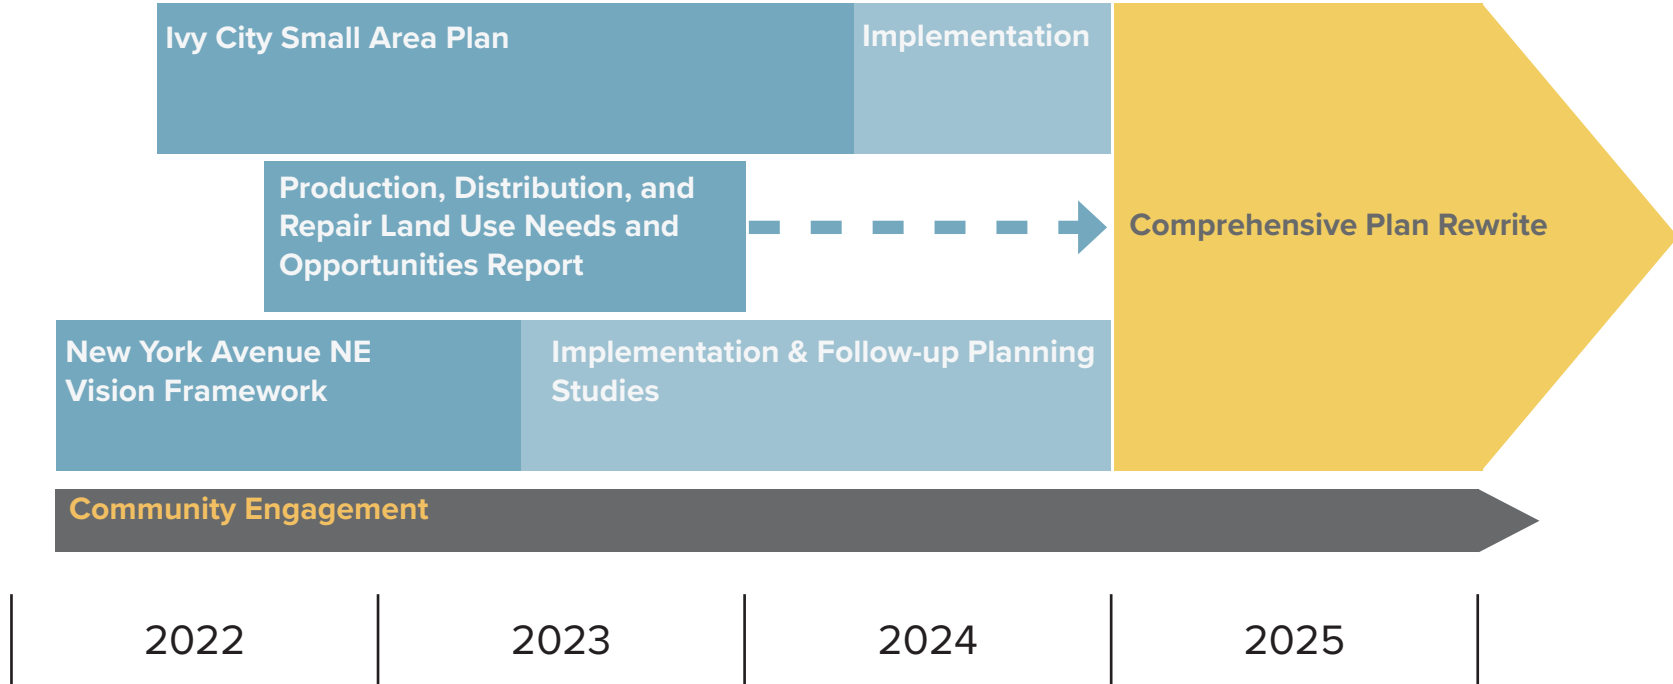 Ivy City Small Area Plan
Implementation
Production, Distribution, and
Repair Land Use Needs and
Opportunities Report
Comprehensive Plan Rewrite
New York Avenue NE
Vision Framework
Implementation & Follow-up Planning
Studies
Community Engagement
2022
2023
2024
2025